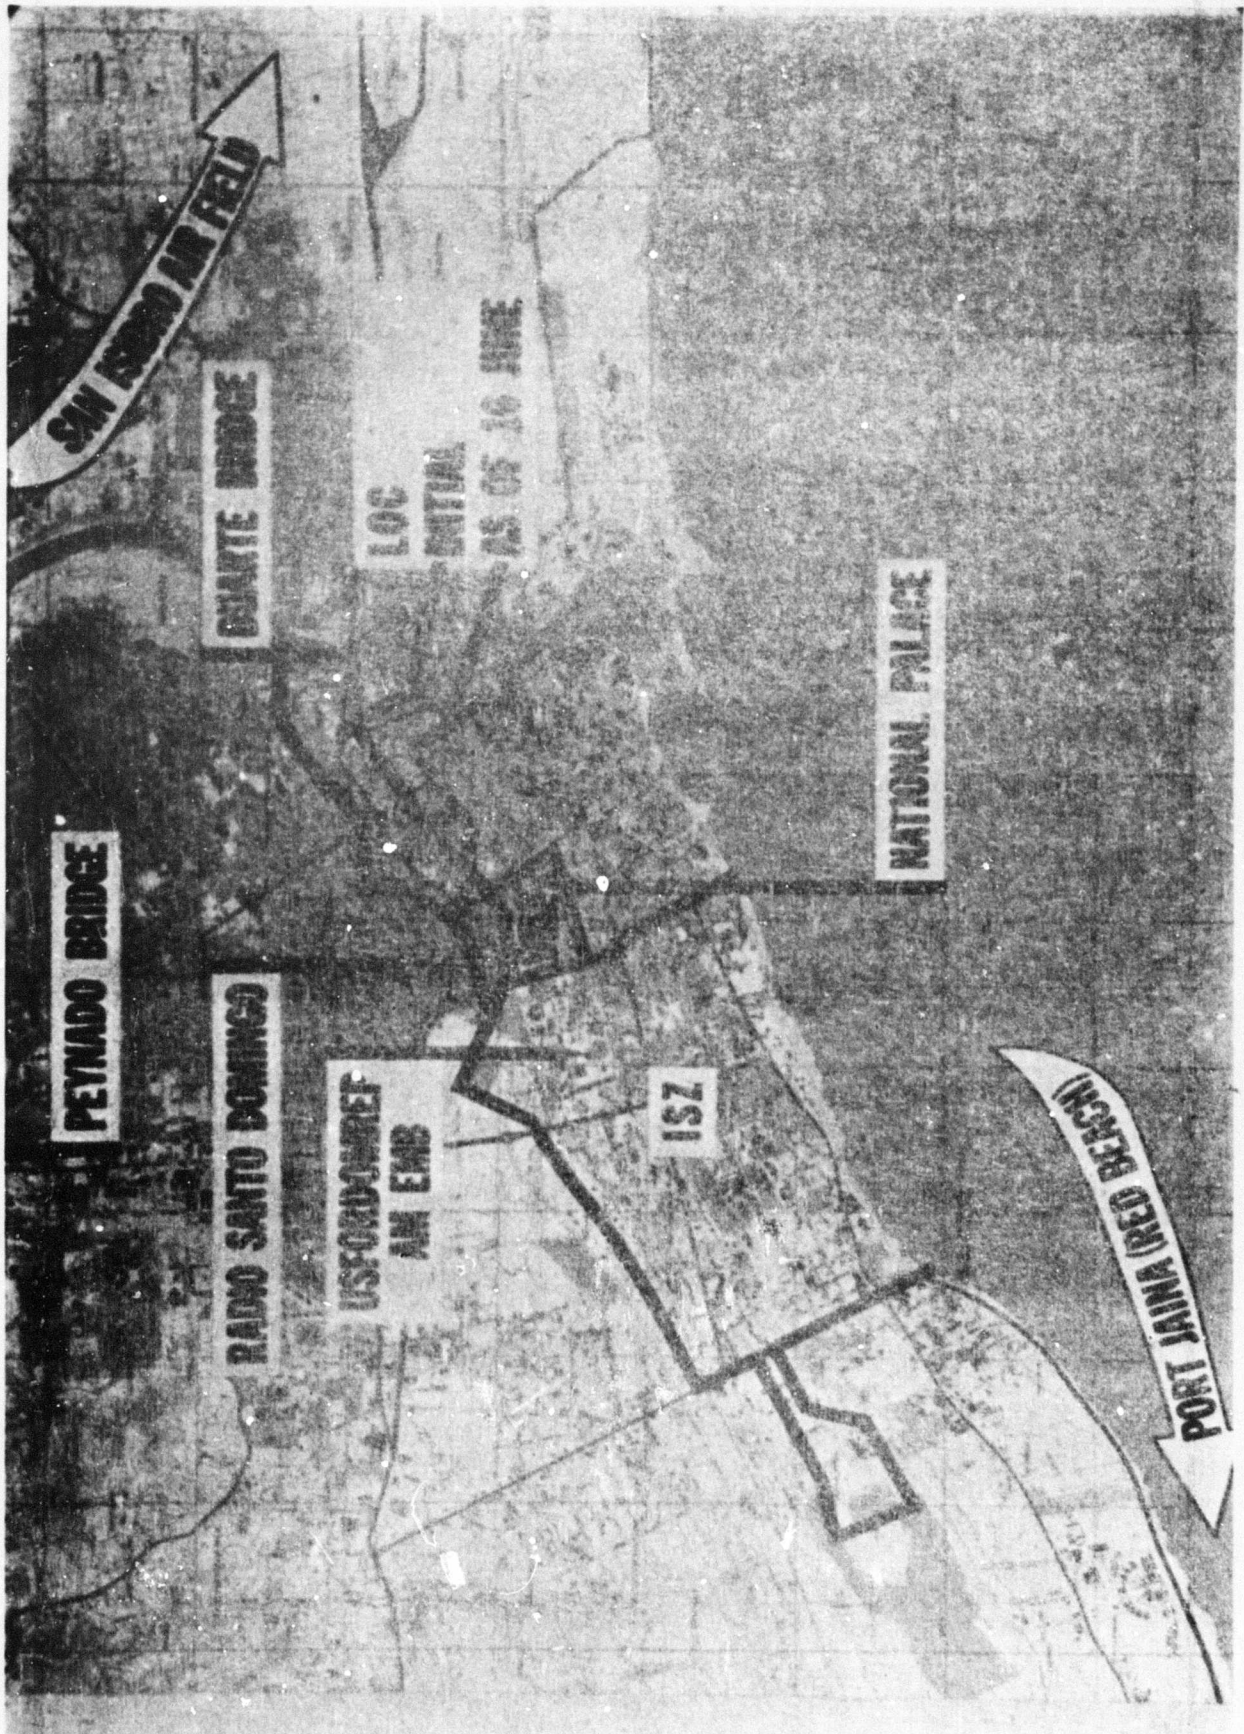 PEYNADO BRIDGE
SAN ISIDRO AIR FIELD
RADIO SANTO DOMINGO
DUARTE BRIDGE
USFORDOMREP
AM EMB
LOC
INITIAL
AS OF 16 JUNE
ISZ
NATIONAL PALACE
PORT JAINA (RED BEACH)